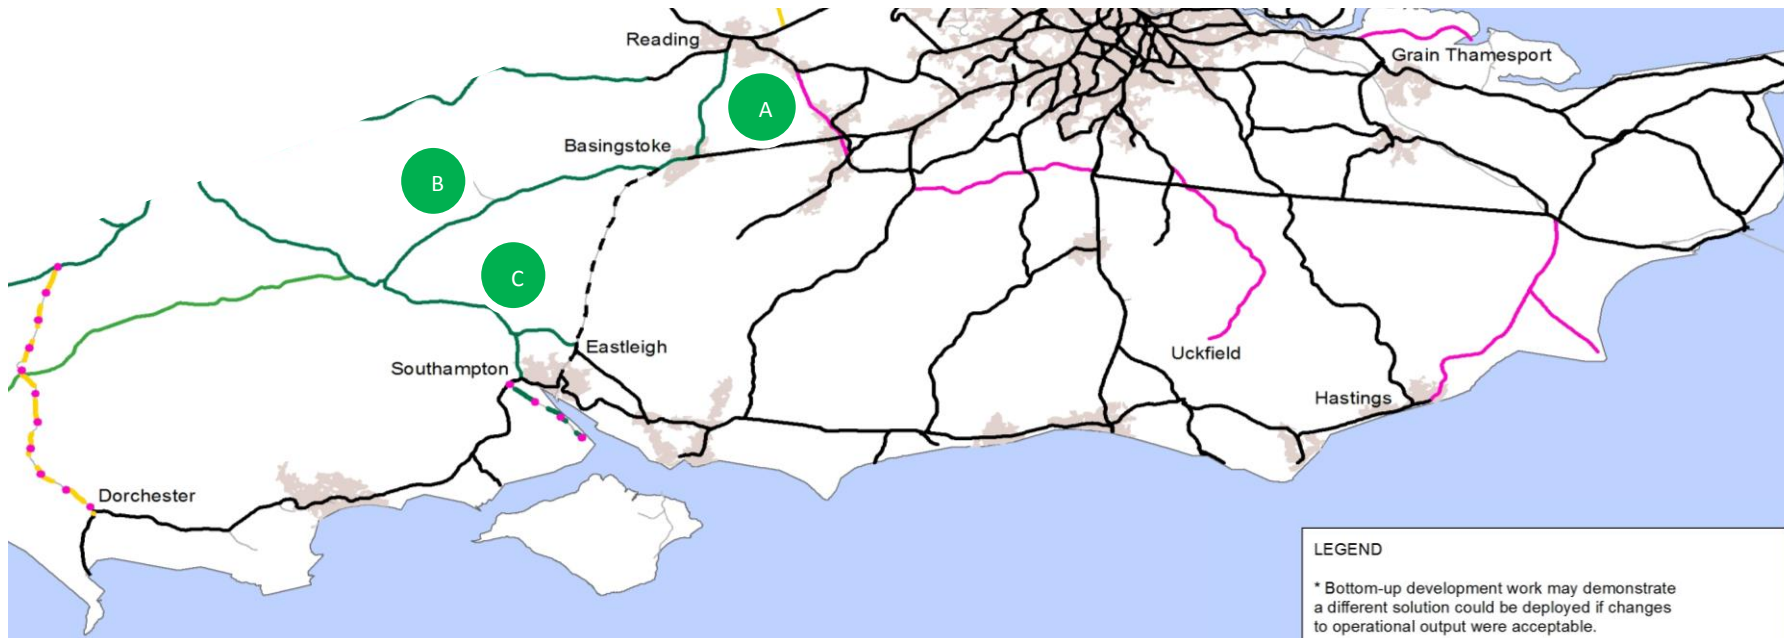 Reading
Grain Thamesport
A
Basingstoke
B
C
Eastleigh
Uckfield
Southampton
Hastings
Dorchester
LEGEND
* Bottom-up development work may demonstrate
a different solution could be deployed if changes
to operational output were acceptable.